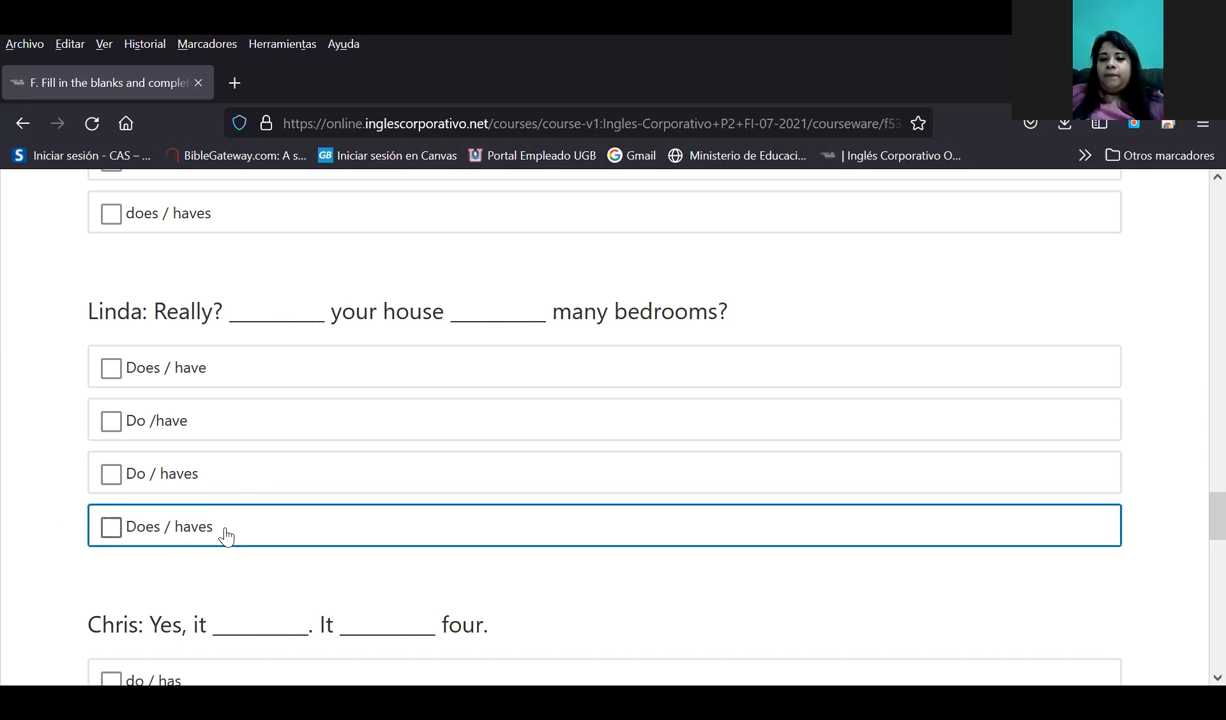 Archivo Editar Ver Historial Marcadores Herramientas Ayuda
F. Fill in the blanks and complet
https://online.inglescorporativo.net/courses/course-v1:Ingles-Corporativo+P2+FI-07-2021/courseware/f53
Iniciar sesión - CAS – ... BibleGateway.com: A s... GB Iniciar sesión en Canvas Portal Empleado UGB Gmail Ministerio de Educaci... | Inglés Corporativo O... Otros marcadores
does / haves
Linda: Really? _________ your house _________ many bedrooms?
Does / have
Do /have
Do / haves
Does / haves
Chris: Yes, it _________. It _________ four.
do / has